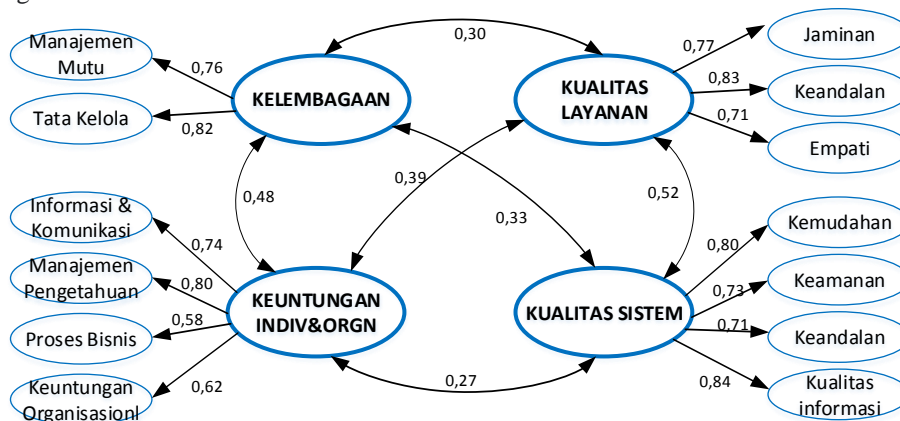 0,30
Manajemen
Mutu
0,76
KELEMBAGAAN
Tata Kelola
0,82
KUALITAS
LAYANAN
0,77
Jaminan
0,83
Keandalan
0,71
Empati
0,48
0,39
0,33
0,52
Informasi &
Komunikasi
0,74
Manajemen
Pengetahuan
0,80
KEUNTUNGAN
INDIV&ORGN
Proses Bisnis
0,58
Keuntungan
Organisasionl
0,62
0,27
KUALITAS SISTEM
0,80
Kemudahan
0,73
Keamanan
0,71
Keandalan
0,84
Kualitas
informasi